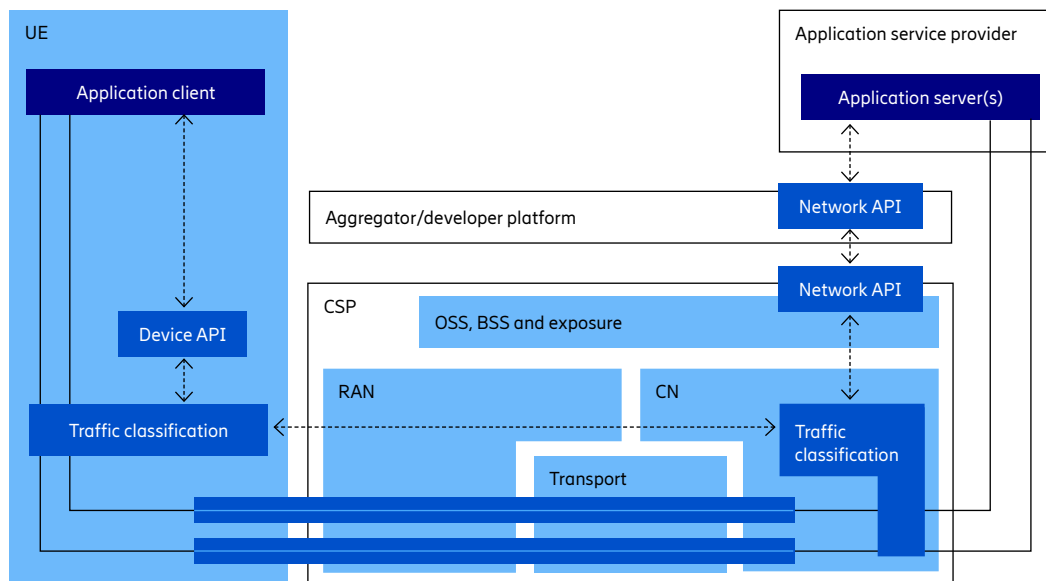 UE
Application client
Device API
Traffic classification
Application service provider
Application server(s)
Aggregator/developer platform
Network API
CSP
Network API
OSS, BSS and exposure
RAN
CN
Traffic
classification
Transport